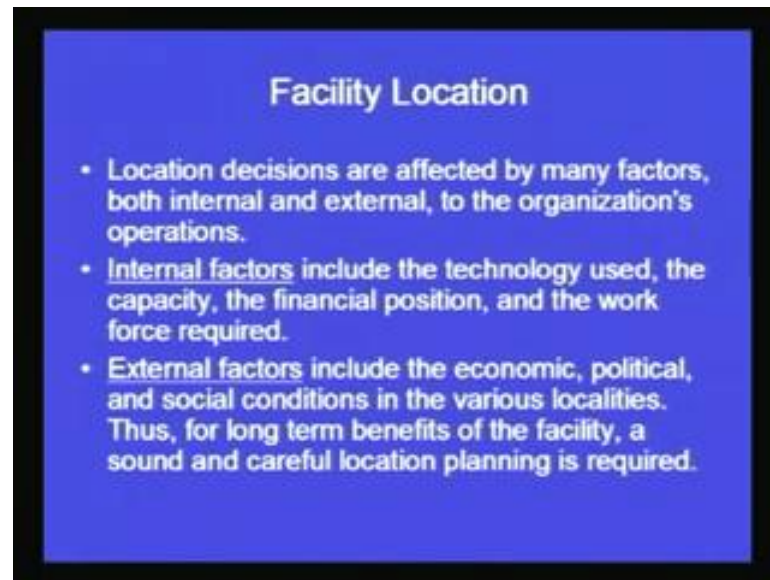 Facility Location
• Location decisions are affected by many factors,
both internal and external, to the organization's
operations.
• Internal factors include the technology used, the
capacity, the financial position, and the work
force required.
• External factors include the economic, political,
and social conditions in the various localities.
Thus, for long term benefits of the facility, a
sound and careful location planning is required.